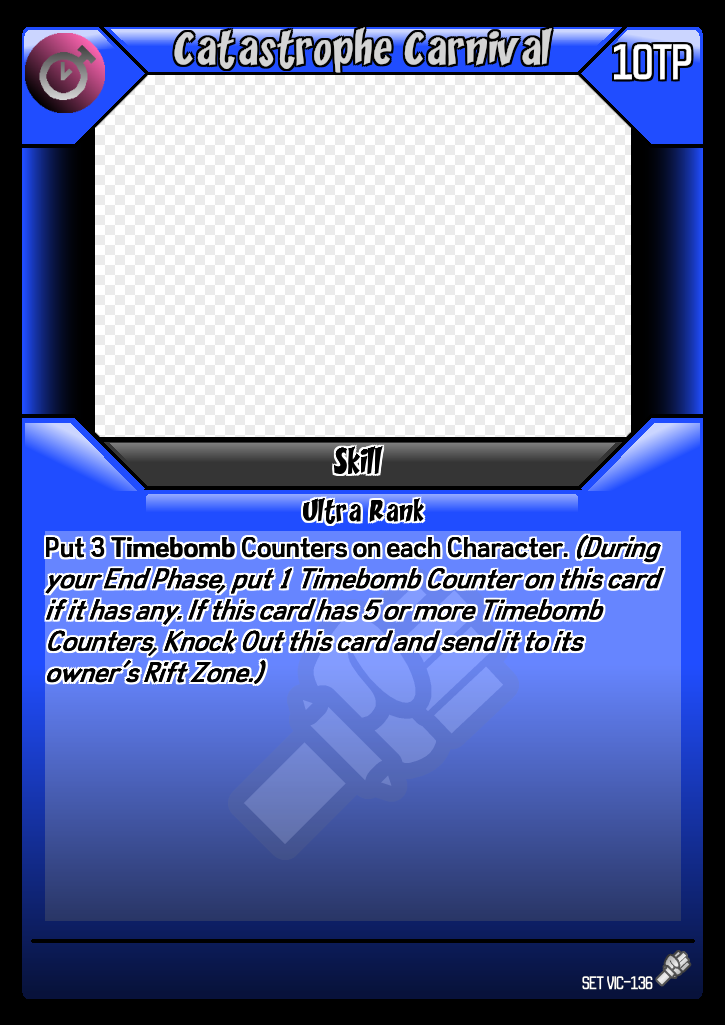 Catastrophe Carnival
10TP
Skill
Ultra Rank
Put 3 Timebomb Counters on each Character. (During
your End Phase, put 1 Timebomb Counter on this card
if it has any. If this card has 5 or more Timebomb
Counters, Knock Out this card and send it to its
owner's Rift Zone.)
SET VIC-136